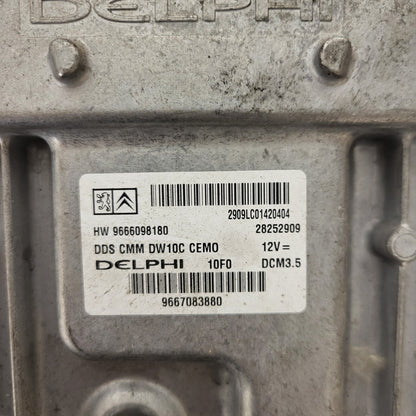 DELPHI
2909LC01420404
HW 9666098180 28252909
DDS CMM DW10C CEMO 12V=
DELPHI 10F0 DCM3.5
9667083880